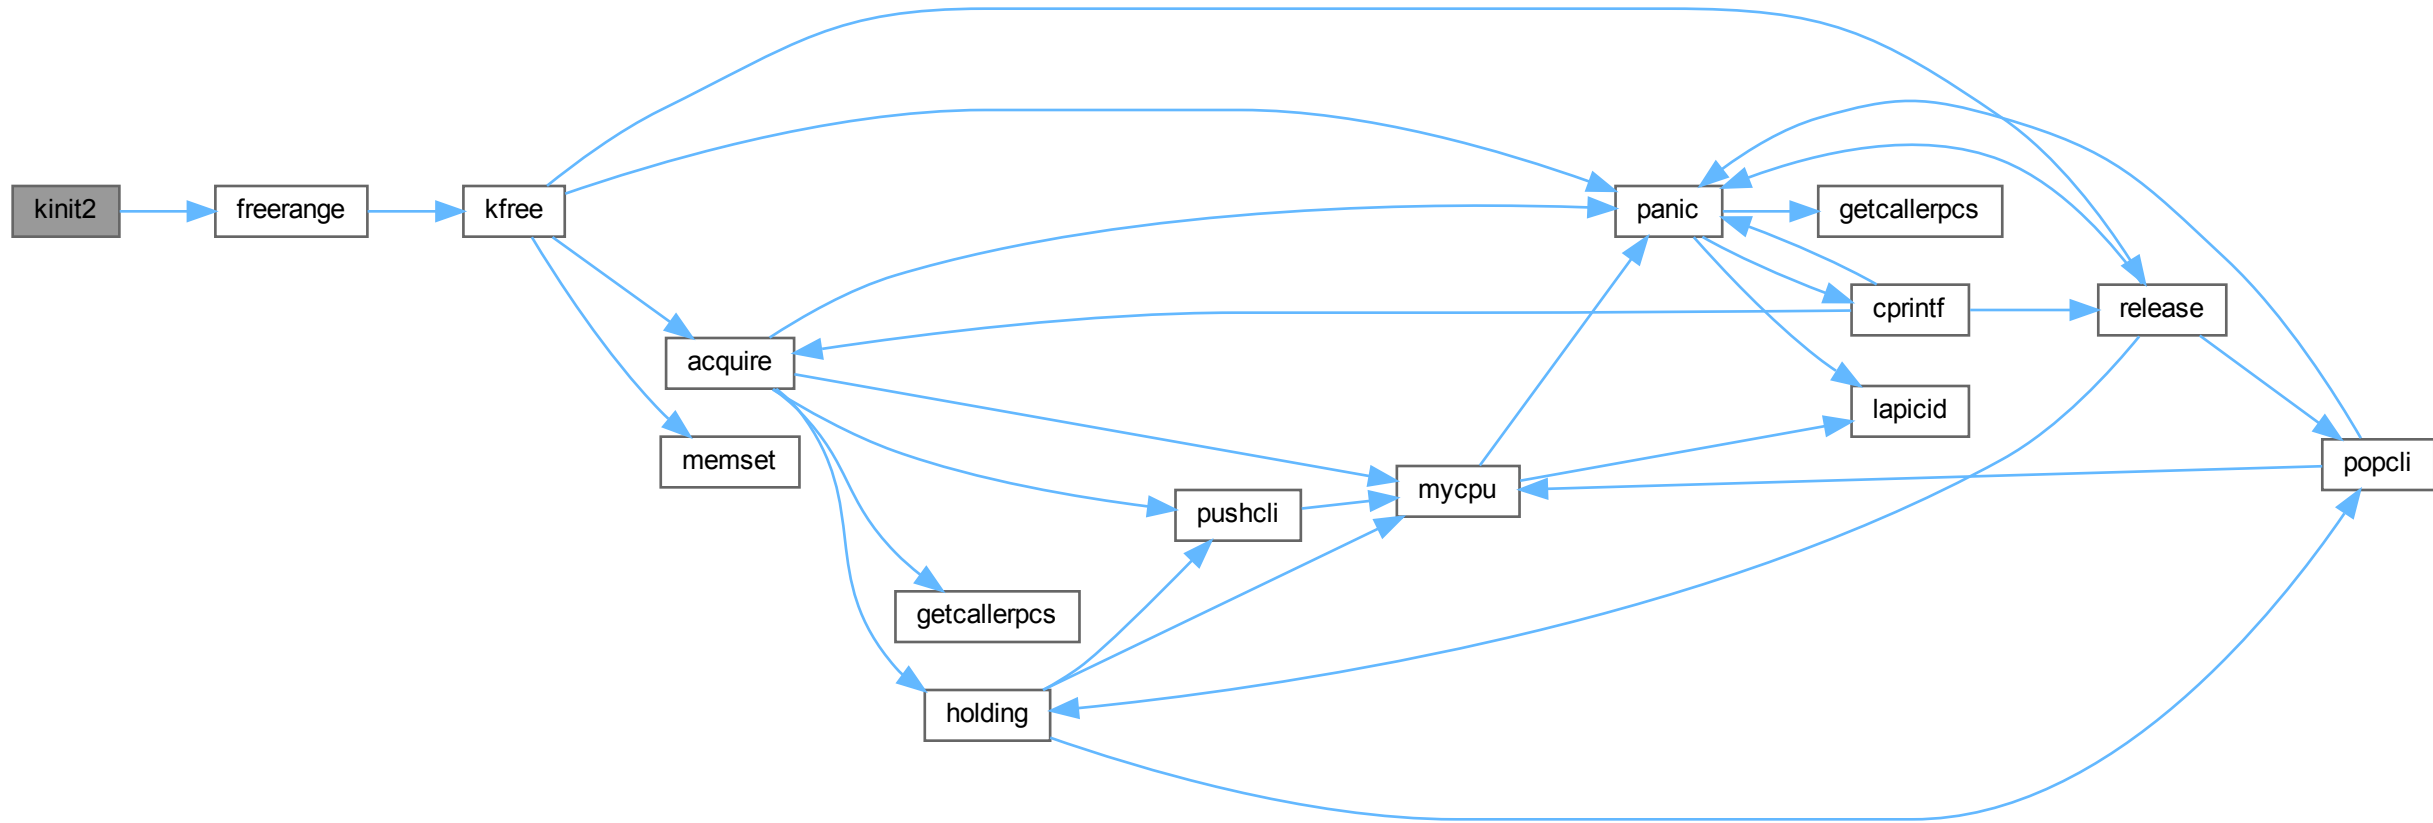 kinit2
freerange
kfree
panic
getcallerpcs
cprintf
release
acquire
lapicid
memset
mycpu
popcli
pushcli
getcallerpcs
holding